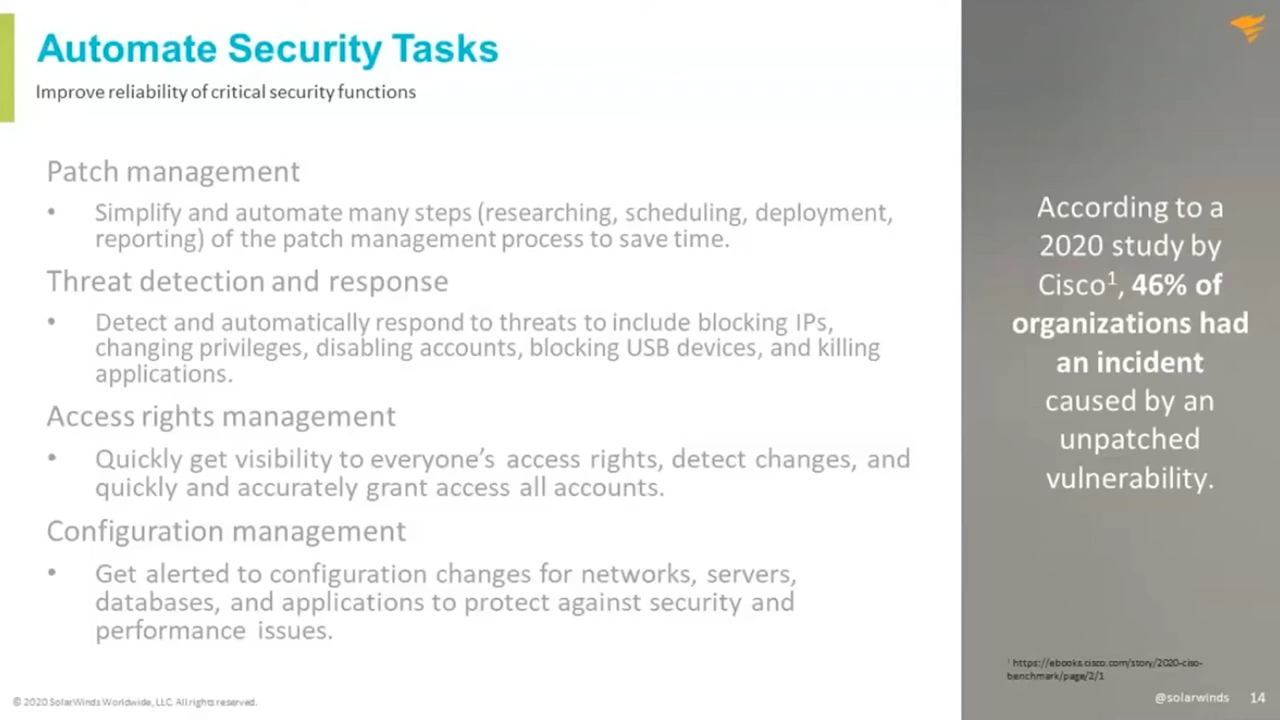 Automate Security Tasks
Improve reliability of critical security functions
Patch management
• Simplify and automate many steps (researching, scheduling, deployment,
reporting) of the patch management process to save time.
Threat detection and response
• Detect and automatically respond to threats to include blocking IPs,
changing privileges, disabling accounts, blocking USB devices, and killing
applications.
Access rights management
• Quickly get visibility to everyone’s access rights, detect changes, and
quickly and accurately grant access all accounts.
Configuration management
• Get alerted to configuration changes for networks, servers,
databases, and applications to protect against security and
performance issues.
According to a
2020 study by
Cisco¹, 46% of
organizations had
an incident
caused by an
unpatched
vulnerability.
¹ https://ebooks.cisco.com/story/2020-ciso-
benchmark/page/2/1
© 2020 SolarWinds Worldwide, LLC. All rights reserved.
@solarwinds 14